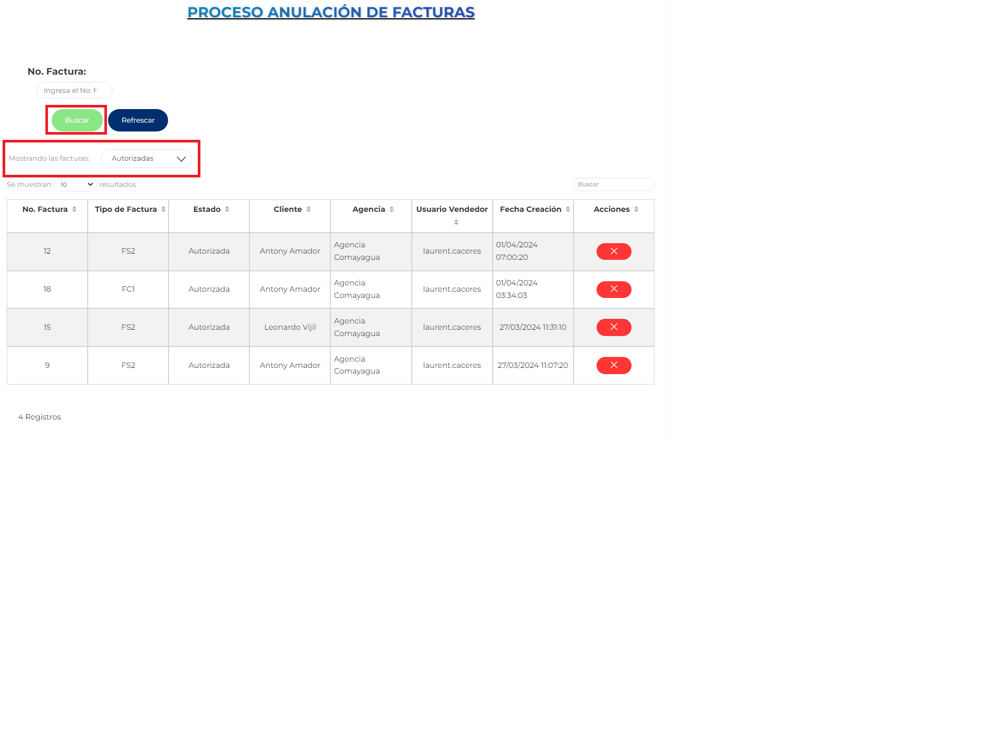 PROCESO ANULACIÓN DE FACTURAS
No. Factura:
Ingresa el No. F
Buscar Refrescar
Mostrando las facturas: Autorizadas
Se muestran 10 resultados Buscar
No. Factura Tipo de Factura Estado Cliente Agencia Usuario Vendedor Fecha Creación Acciones
12 FS2 Autorizada Antony Amador Agencia Comayagua laurent.caceres 01/04/2024 07:00:20
18 FC1 Autorizada Antony Amador Agencia Comayagua laurent.caceres 01/04/2024 03:34:03
15 FS2 Autorizada Leonardo Vijil Agencia Comayagua laurent.caceres 27/03/2024 11:31:10
9 FS2 Autorizada Antony Amador Agencia Comayagua laurent.caceres 27/03/2024 11:07:20
4 Registros